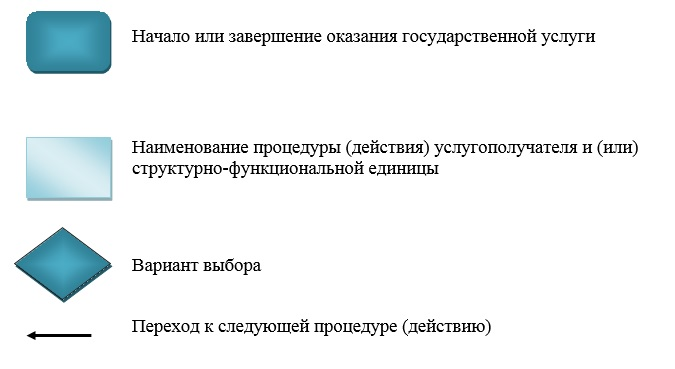 Начало или завершение оказания государственной услуги
Наименование процедуры (действия) услугополучателя и (или)
структурно-функциональной единицы
Вариант выбора
Переход к следующей процедуре (действию)